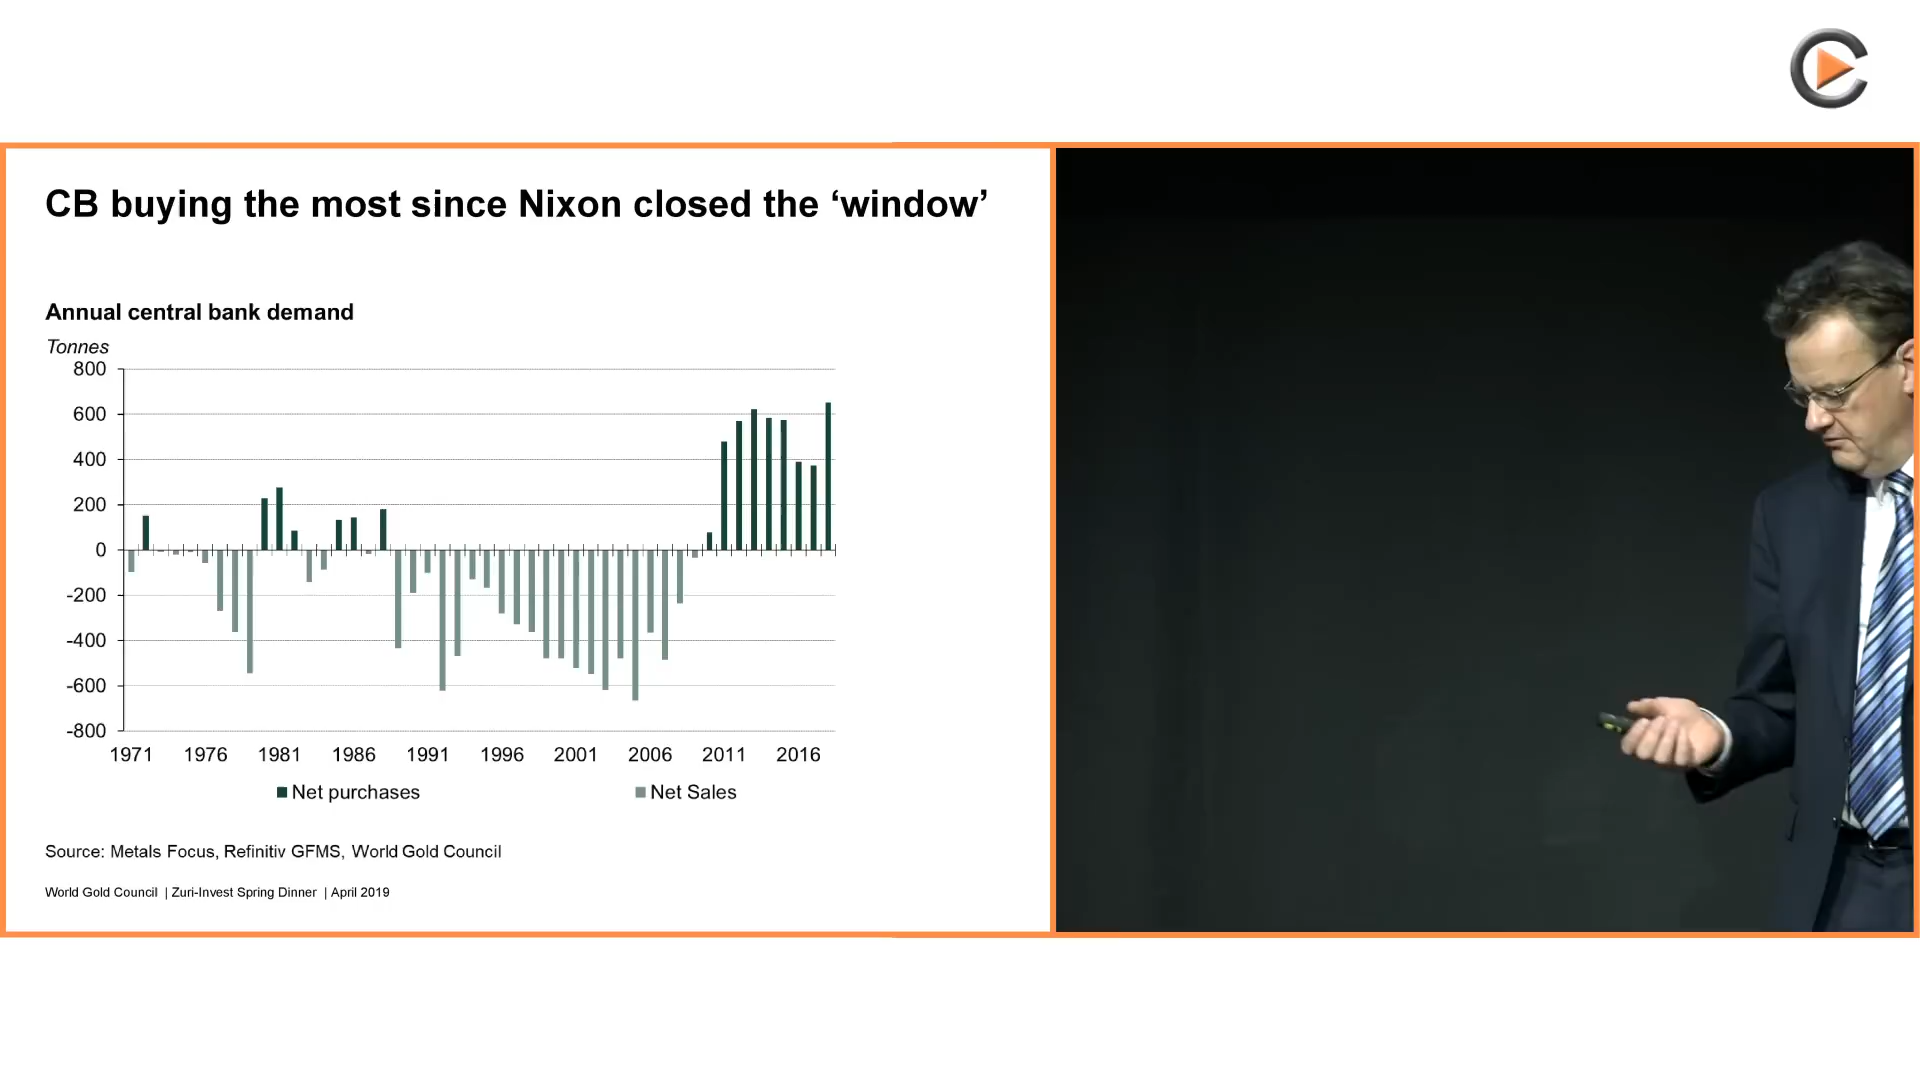 CB buying the most since Nixon closed the ‘window’
Annual central bank demand
Tonnes
800
600
400
200
0
-200
-400
-600
-800
1971 1976 1981 1986 1991 1996 2001 2006 2011 2016
Net purchases Net Sales
Source: Metals Focus, Refinitiv GFMS, World Gold Council
World Gold Council | Zuri-Invest Spring Dinner | April 2019